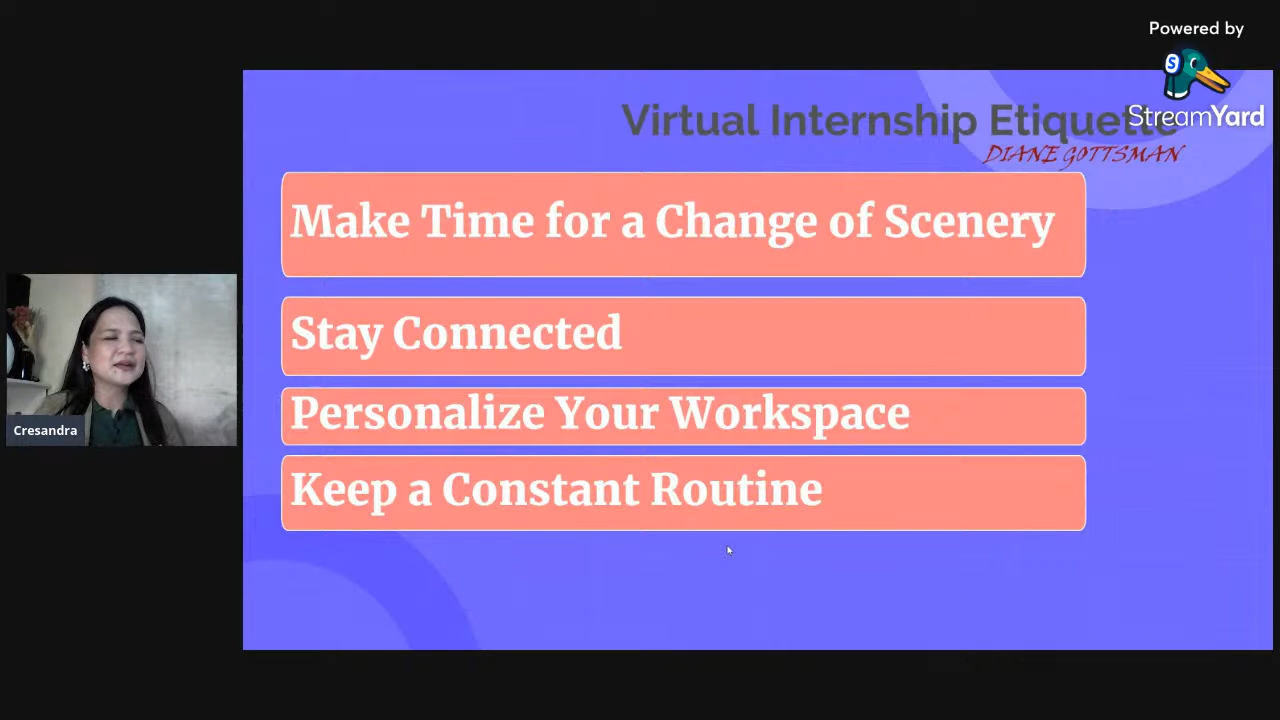 Powered by
S
StreamYard
Virtual Internship Etiquette
DIANE GOTTSMAN
Make Time for a Change of Scenery
Stay Connected
Personalize Your Workspace
Keep a Constant Routine
Cresandra